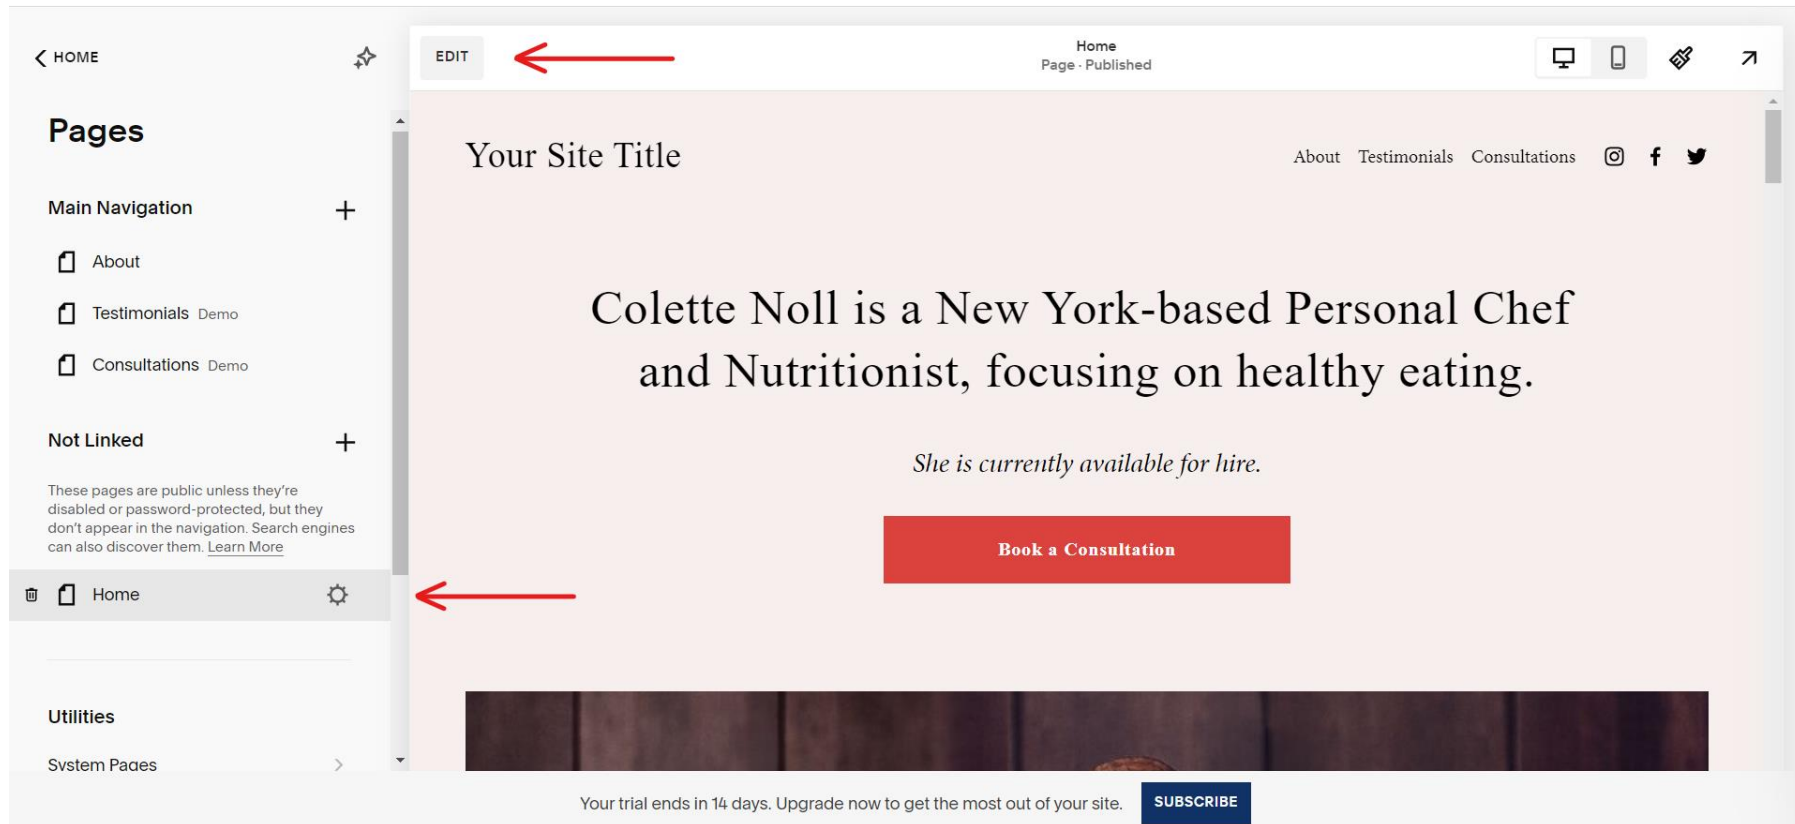 HOME
EDIT
Home
Page · Published
Pages
Main Navigation
About
Testimonials Demo
Consultations Demo
Not Linked
These pages are public unless they're
disabled or password-protected, but they
don't appear in the navigation. Search engines
can also discover them. Learn More
Home
Utilities
System Pages
Your Site Title
About Testimonials Consultations
Colette Noll is a New York-based Personal Chef
and Nutritionist, focusing on healthy eating.
She is currently available for hire.
Book a Consultation
Your trial ends in 14 days. Upgrade now to get the most out of your site. SUBSCRIBE